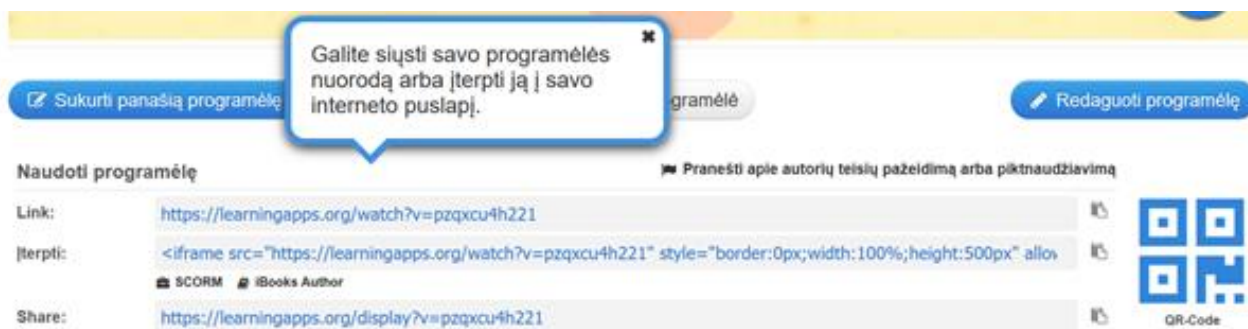 Galite siųsti savo programėlės
nuorodą arba įterpti ją į savo
interneto puslapį.
Sukurti panašią programėlę
gramėlė
Redaguoti programėlę
Naudoti programėlę
Pranešti apie autorių teisių pažeidimą arba piktnaudžiavimą
Link: https://learningapps.org/watch?v=pzqxcu4h221
Įterpti: <iframe src="https://learningapps.org/watch?v=pzqxcu4h221" style="border:0px;width:100%;height:500px" allow
SCORM iBooks Author
Share: https://learningapps.org/display?v=pzqxcu4h221
QR-Code